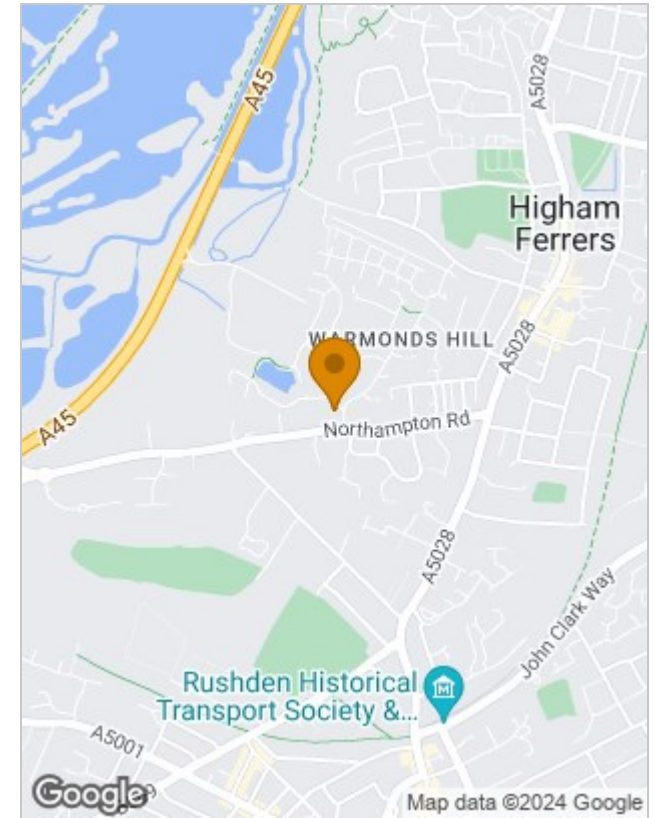 A45
A5028
Higham
Ferrers
WARMONDS HILL
A5028
A45
Northampton Rd
A5028
John Clark Way
Rushden Historical
Transport Society &...
M
A5001
Google
Map data ©2024 Google